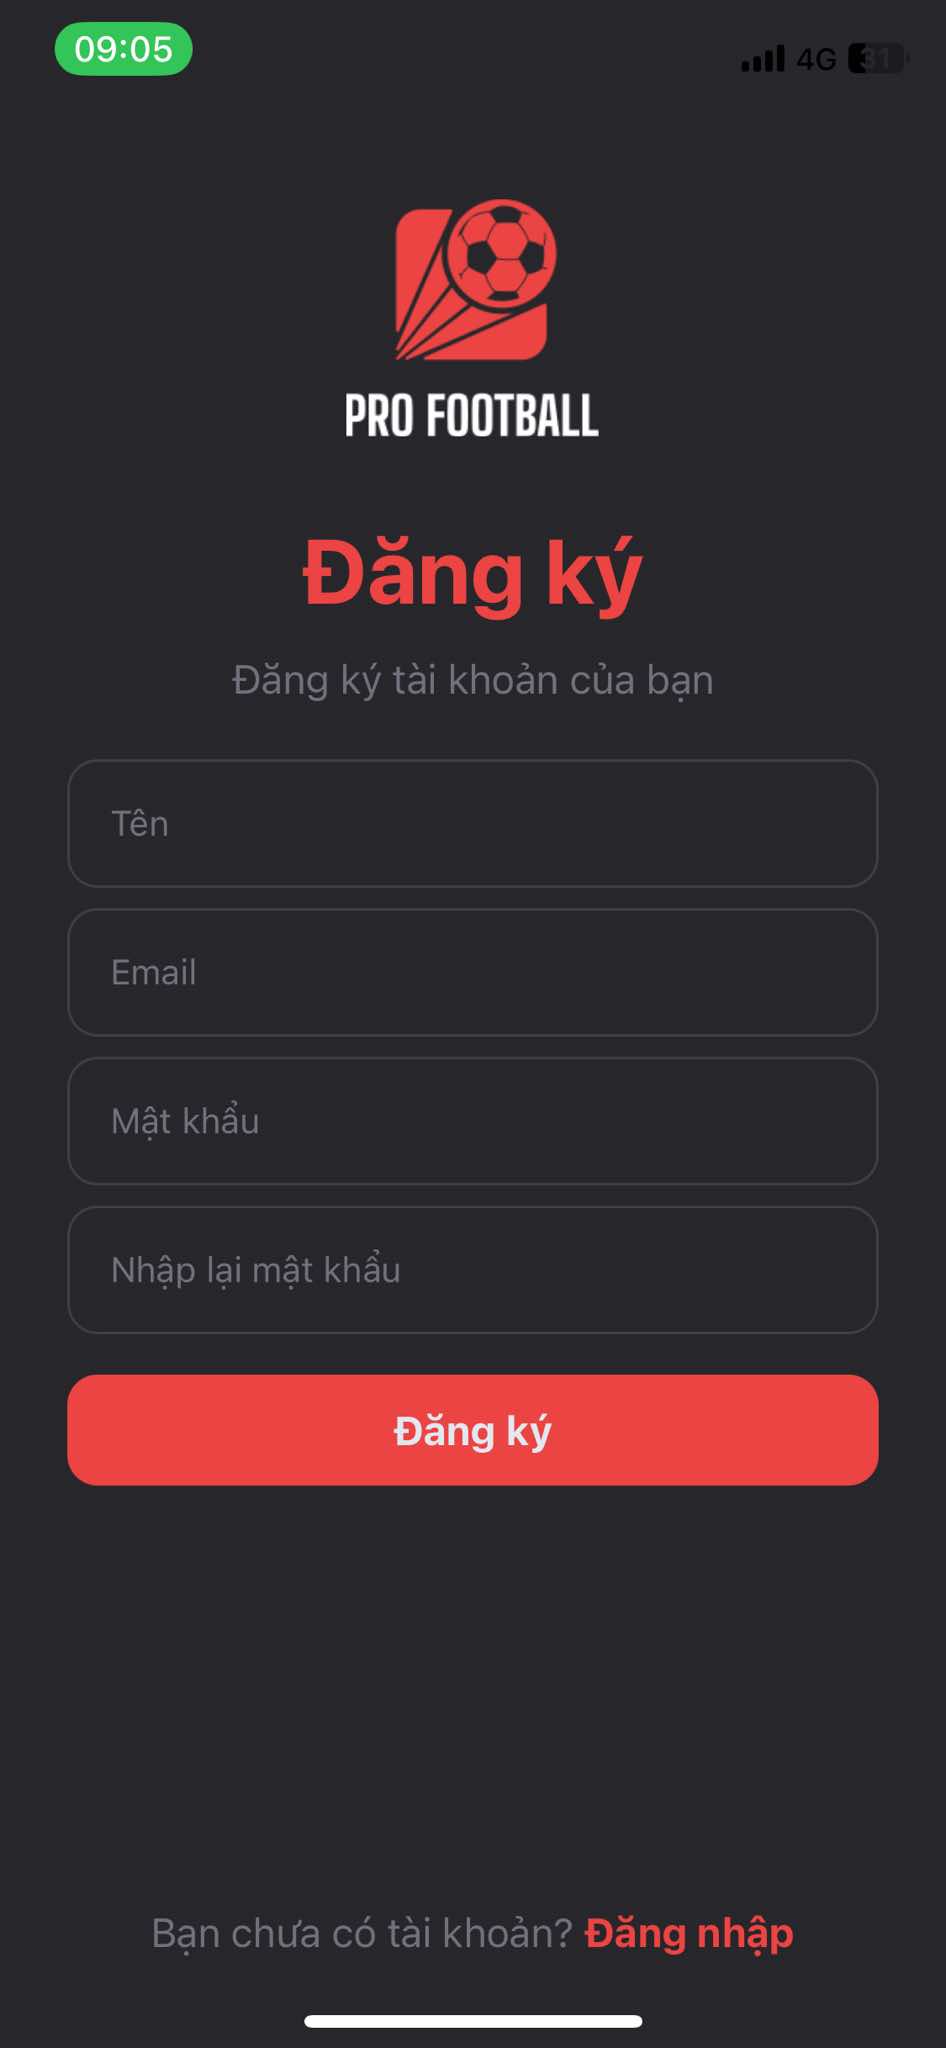 09:05
4G 31
PRO FOOTBALL
Đăng ký
Đăng ký tài khoản của bạn
Tên
Email
Mật khẩu
Nhập lại mật khẩu
Đăng ký
Bạn chưa có tài khoản? Đăng nhập